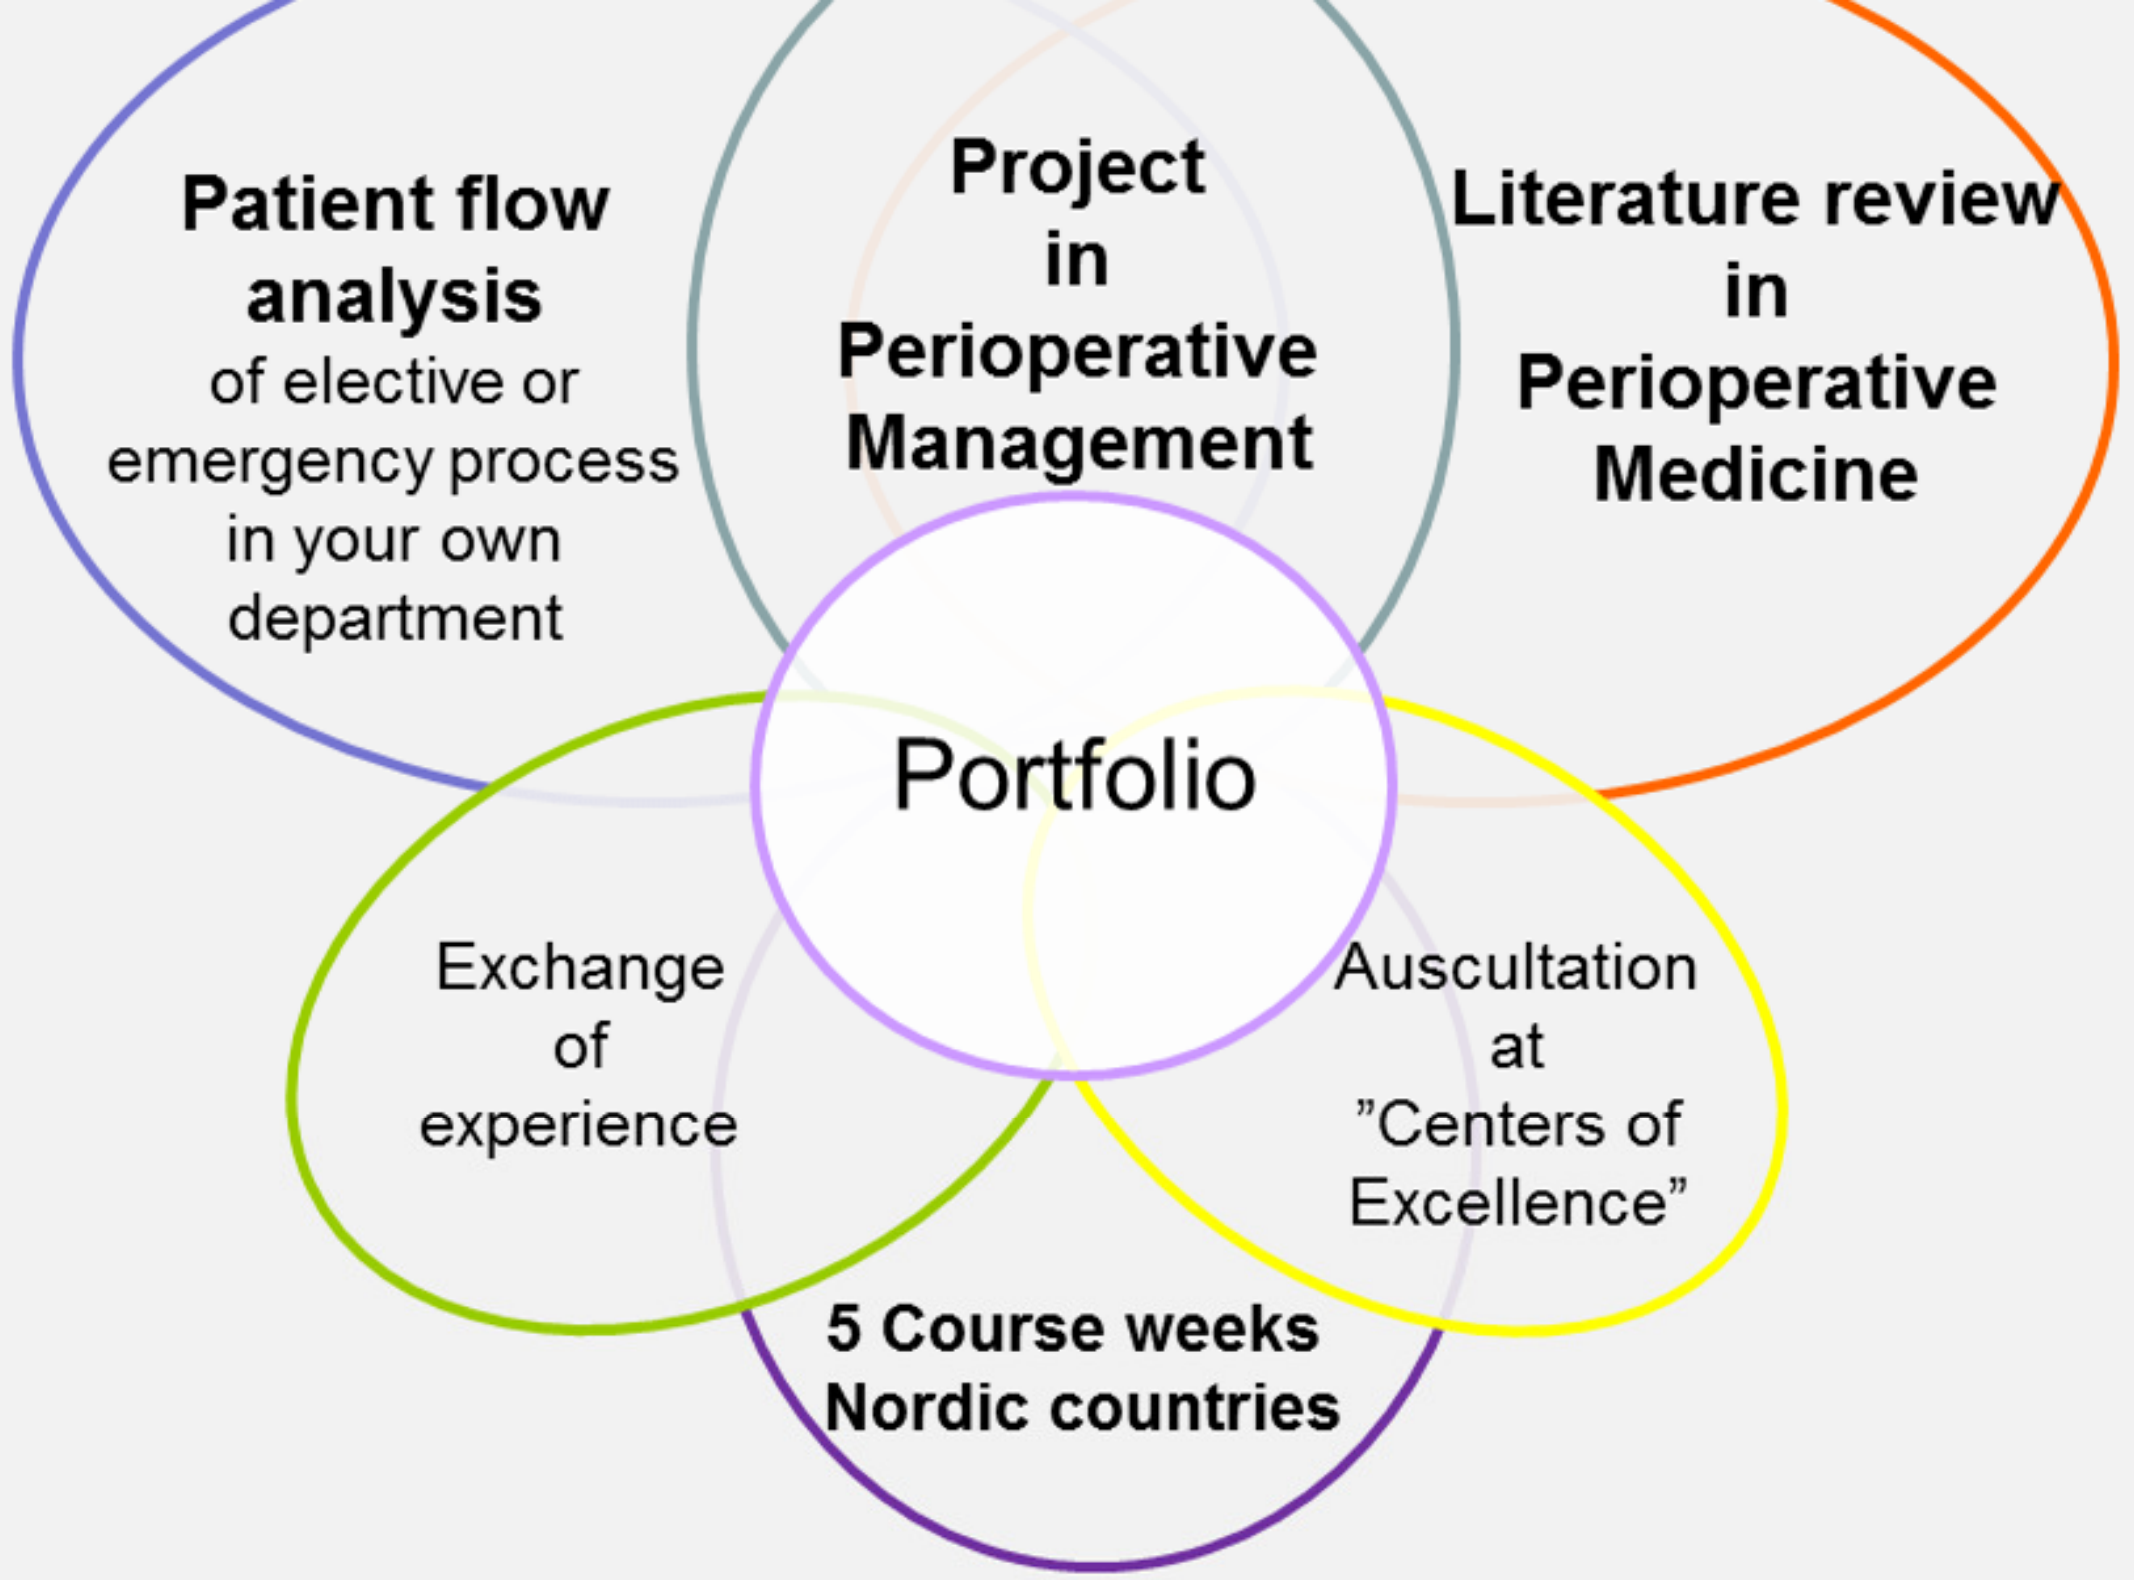 Patient flow
analysis
of elective or
emergency process
in your own
department
Project
in
Perioperative
Management
Literature review
in
Perioperative
Medicine
Portfolio
Exchange
of
experience
Auscultation
at
”Centers of
Excellence”
5 Course weeks
Nordic countries